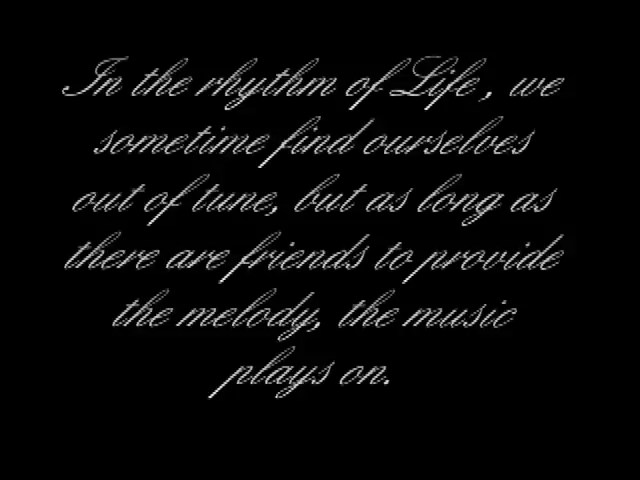 In the rhythm of Life, we
sometime find ourselves
out of tune, but as long as
there are friends to provide
the melody, the music
plays on.